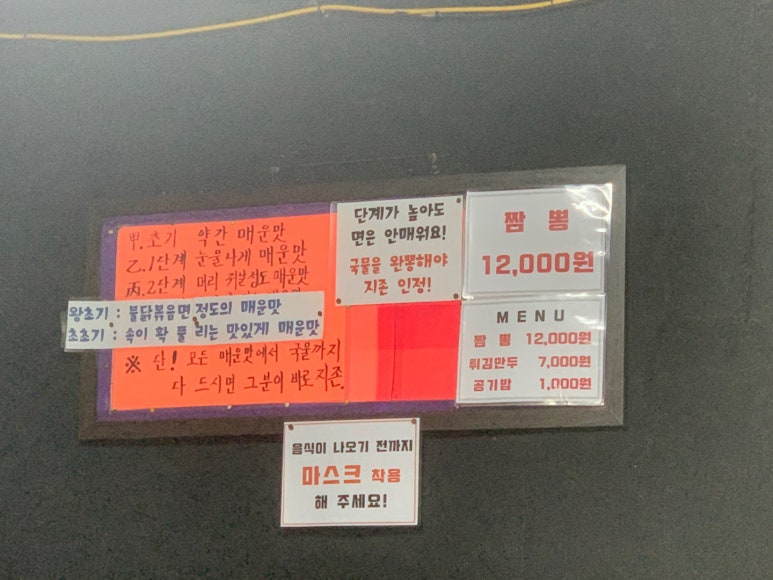 甲.초기 약간 매운맛
乙.1단계 눈물나게 매운맛
丙.2단계 머리 쥐날정도 매운맛
왕초기 : 불닭볶음면 정도의 매운맛
초초기 : 속이 확 풀리는 맛있게 매운맛
※ 단! 모든 매운맛에서 국물까지
다 드시면 그분이 바로 지존.
단계가 높아도
면은 안매워요!
국물을 완뽕해야
지존 인정!
짬 뽕
12,000원
MENU
짬 뽕 12,000원
튀김만두 7,000원
공기밥 1,000원
음식이 나오기 전까지
마스크 착용
해 주세요!